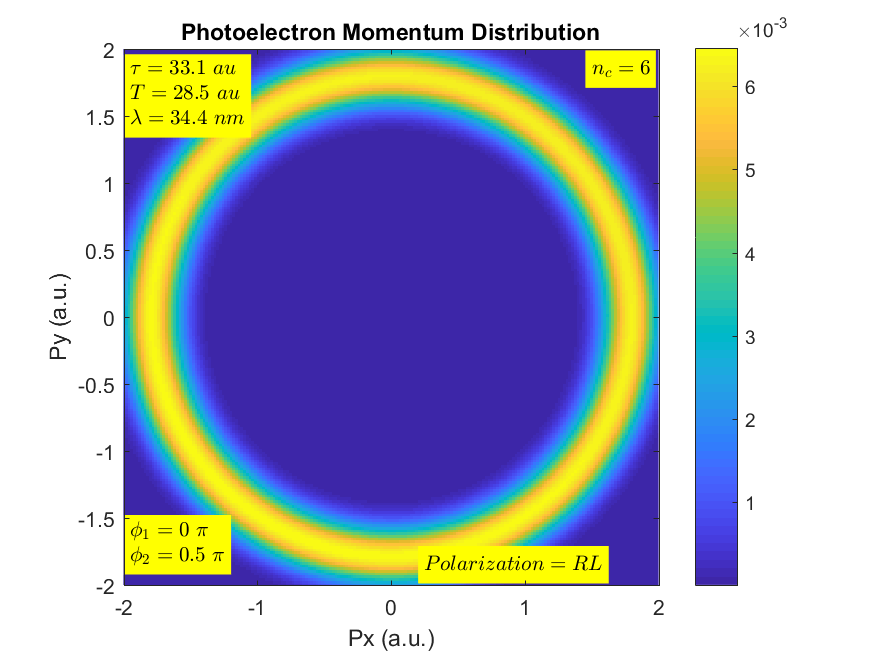 Photoelectron Momentum Distribution
×10⁻³
τ = 33.1 au
T = 28.5 au
λ = 34.4 nm
n_c = 6
ϕ₁ = 0 π
ϕ₂ = 0.5 π
Polarization = RL
2
1.5
1
0.5
0
-0.5
-1
-1.5
-2
Py (a.u.)
-2
-1
0
1
2
Px (a.u.)
6
5
4
3
2
1